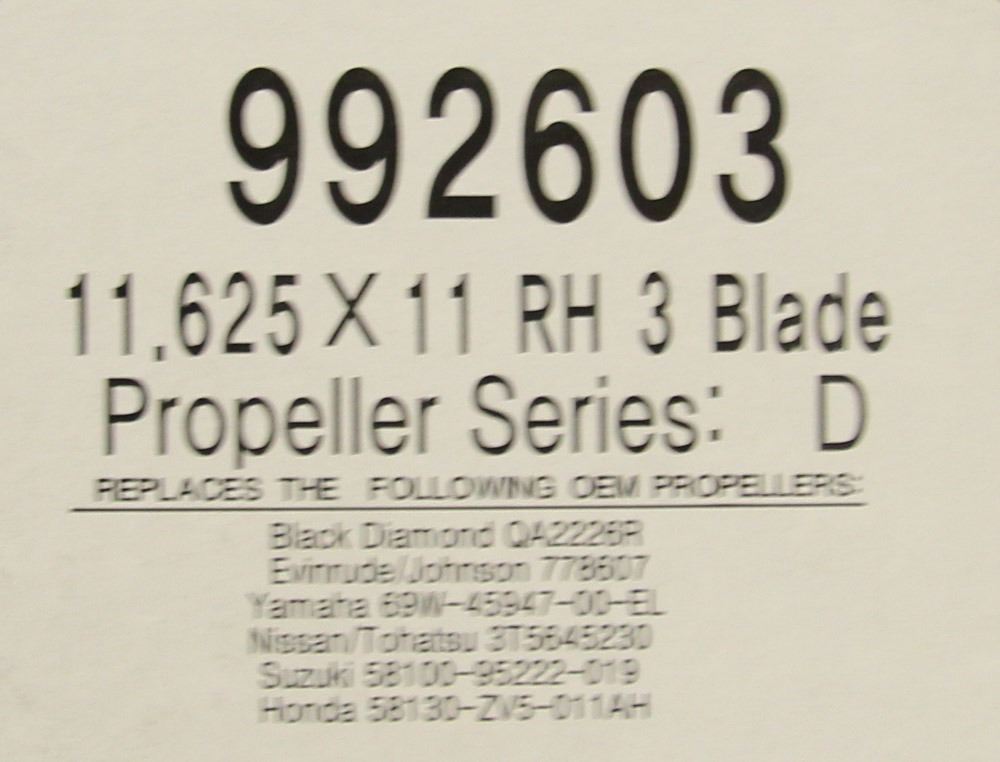 992603
11.625 X 11 RH 3 Blade
Propeller Series: D
REPLACES THE FOLLOWING OEM PROPELLERS:
Black Diamond QA2226R
Evinrude/Johnson 778607
Yamaha 69W-45947-00-EL
Nissan/Tohatsu 3T5645230
Suzuki 58100-95222-019
Honda 58130-ZV5-011AH